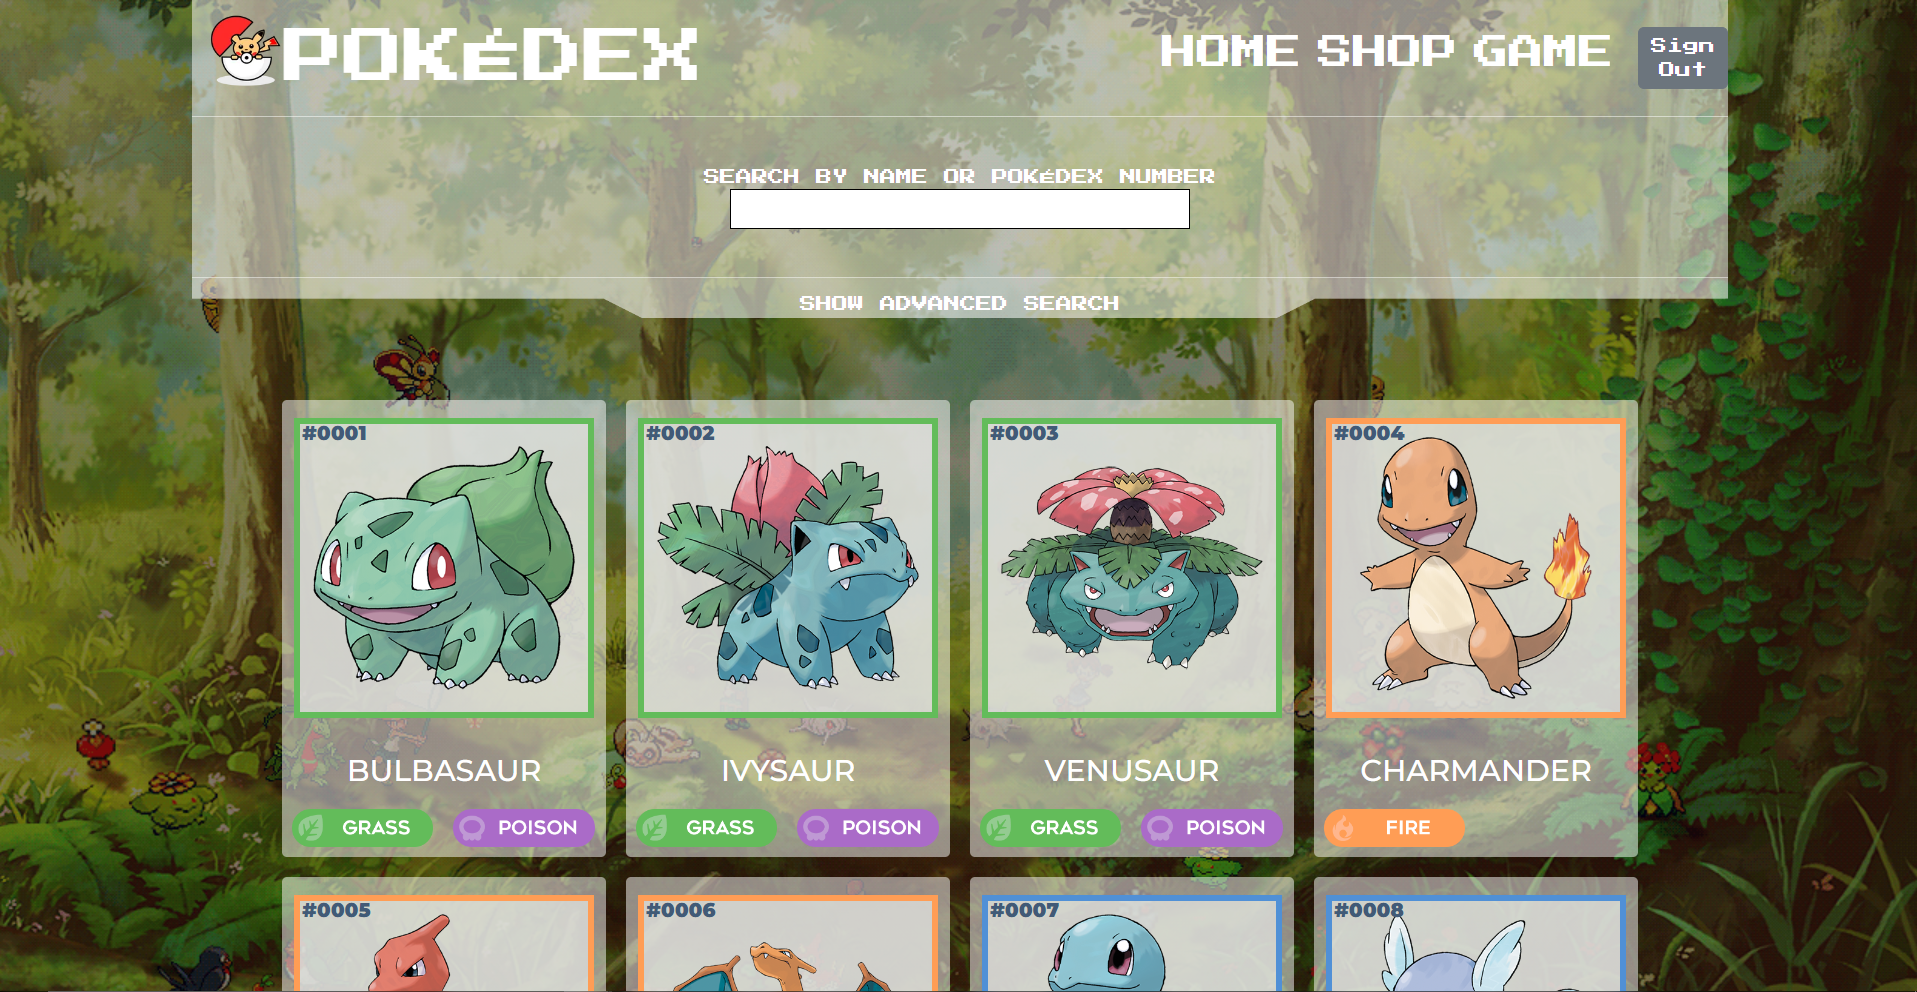 POKéDEX
HOME SHOP GAME
Sign
Out
SEARCH BY NAME OR POKéDEX NUMBER
SHOW ADVANCED SEARCH
#0001
#0002
#0003
#0004
BULBASAUR
IVYSAUR
VENUSAUR
CHARMANDER
GRASS
POISON
GRASS
POISON
GRASS
POISON
FIRE
#0005
#0006
#0007
#0008